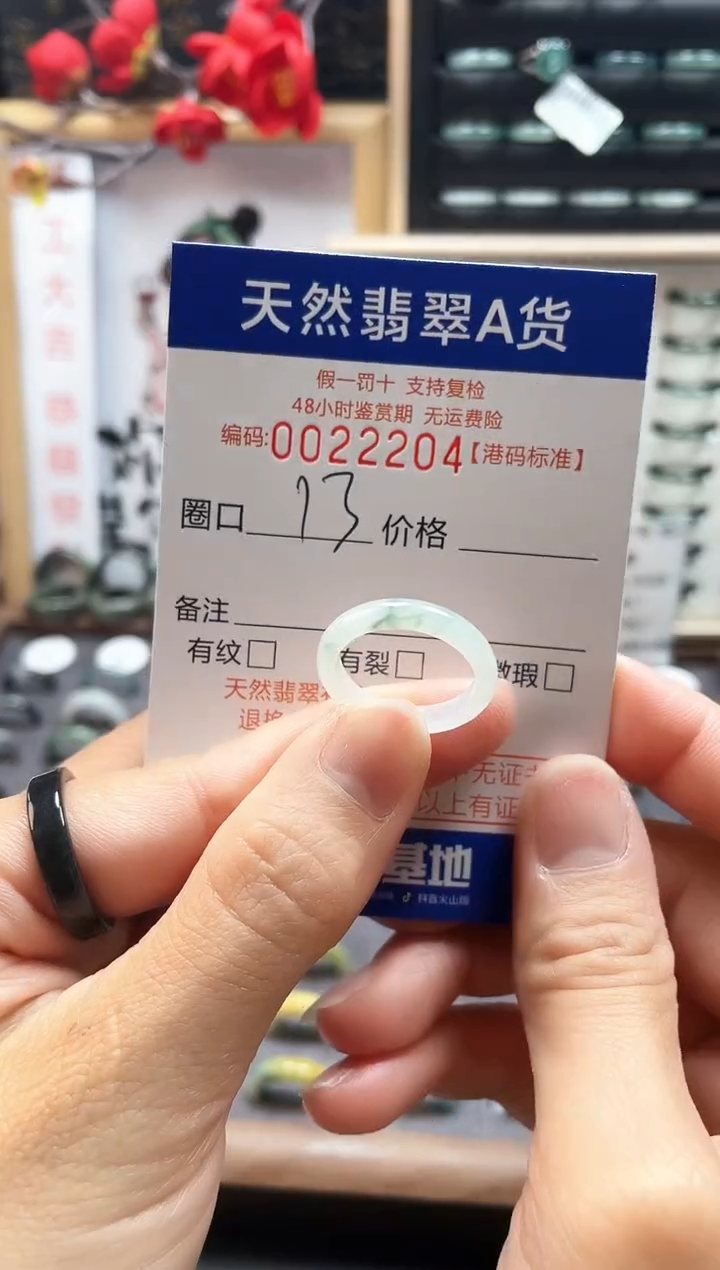 天然翡翠A货
假一罚十 支持复检
48小时鉴赏期 无运费险
编码:0022204【港码标准】
圈口 13 价格
备注
有纹□ 有裂□ 微瑕□
天然翡翠
退换
无证书
以上有证
基地
抖音火山版
工大吉